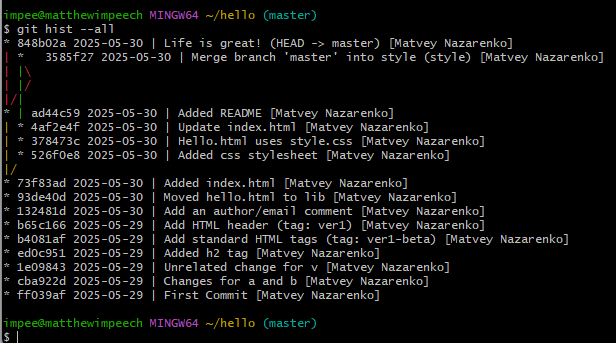 impee@matthewimpeech MINGW64 ~/hello (master)
$ git hist --all
* 848b02a 2025-05-30 | Life is great! (HEAD -> master) [Matvey Nazarenko]
| *   3585f27 2025-05-30 | Merge branch 'master' into style (style) [Matvey Nazarenko]
| |\
| |/
|/|
* | ad44c59 2025-05-30 | Added README [Matvey Nazarenko]
| * 4af2e4f 2025-05-30 | Update index.html [Matvey Nazarenko]
| * 378473c 2025-05-30 | Hello.html uses style.css [Matvey Nazarenko]
| * 526f0e8 2025-05-30 | Added css stylesheet [Matvey Nazarenko]
|/
* 73f83ad 2025-05-30 | Added index.html [Matvey Nazarenko]
* 93de40d 2025-05-30 | Moved hello.html to lib [Matvey Nazarenko]
* 132481d 2025-05-30 | Add an author/email comment [Matvey Nazarenko]
* b65c166 2025-05-29 | Add HTML header (tag: ver1) [Matvey Nazarenko]
* b4081af 2025-05-29 | Add standard HTML tags (tag: ver1-beta) [Matvey Nazarenko]
* ed0c951 2025-05-29 | Added h2 tag [Matvey Nazarenko]
* 1e09843 2025-05-29 | Unrelated change for v [Matvey Nazarenko]
* cba922d 2025-05-29 | Changes for a and b [Matvey Nazarenko]
* ff039af 2025-05-29 | First Commit [Matvey Nazarenko]
impee@matthewimpeech MINGW64 ~/hello (master)
$